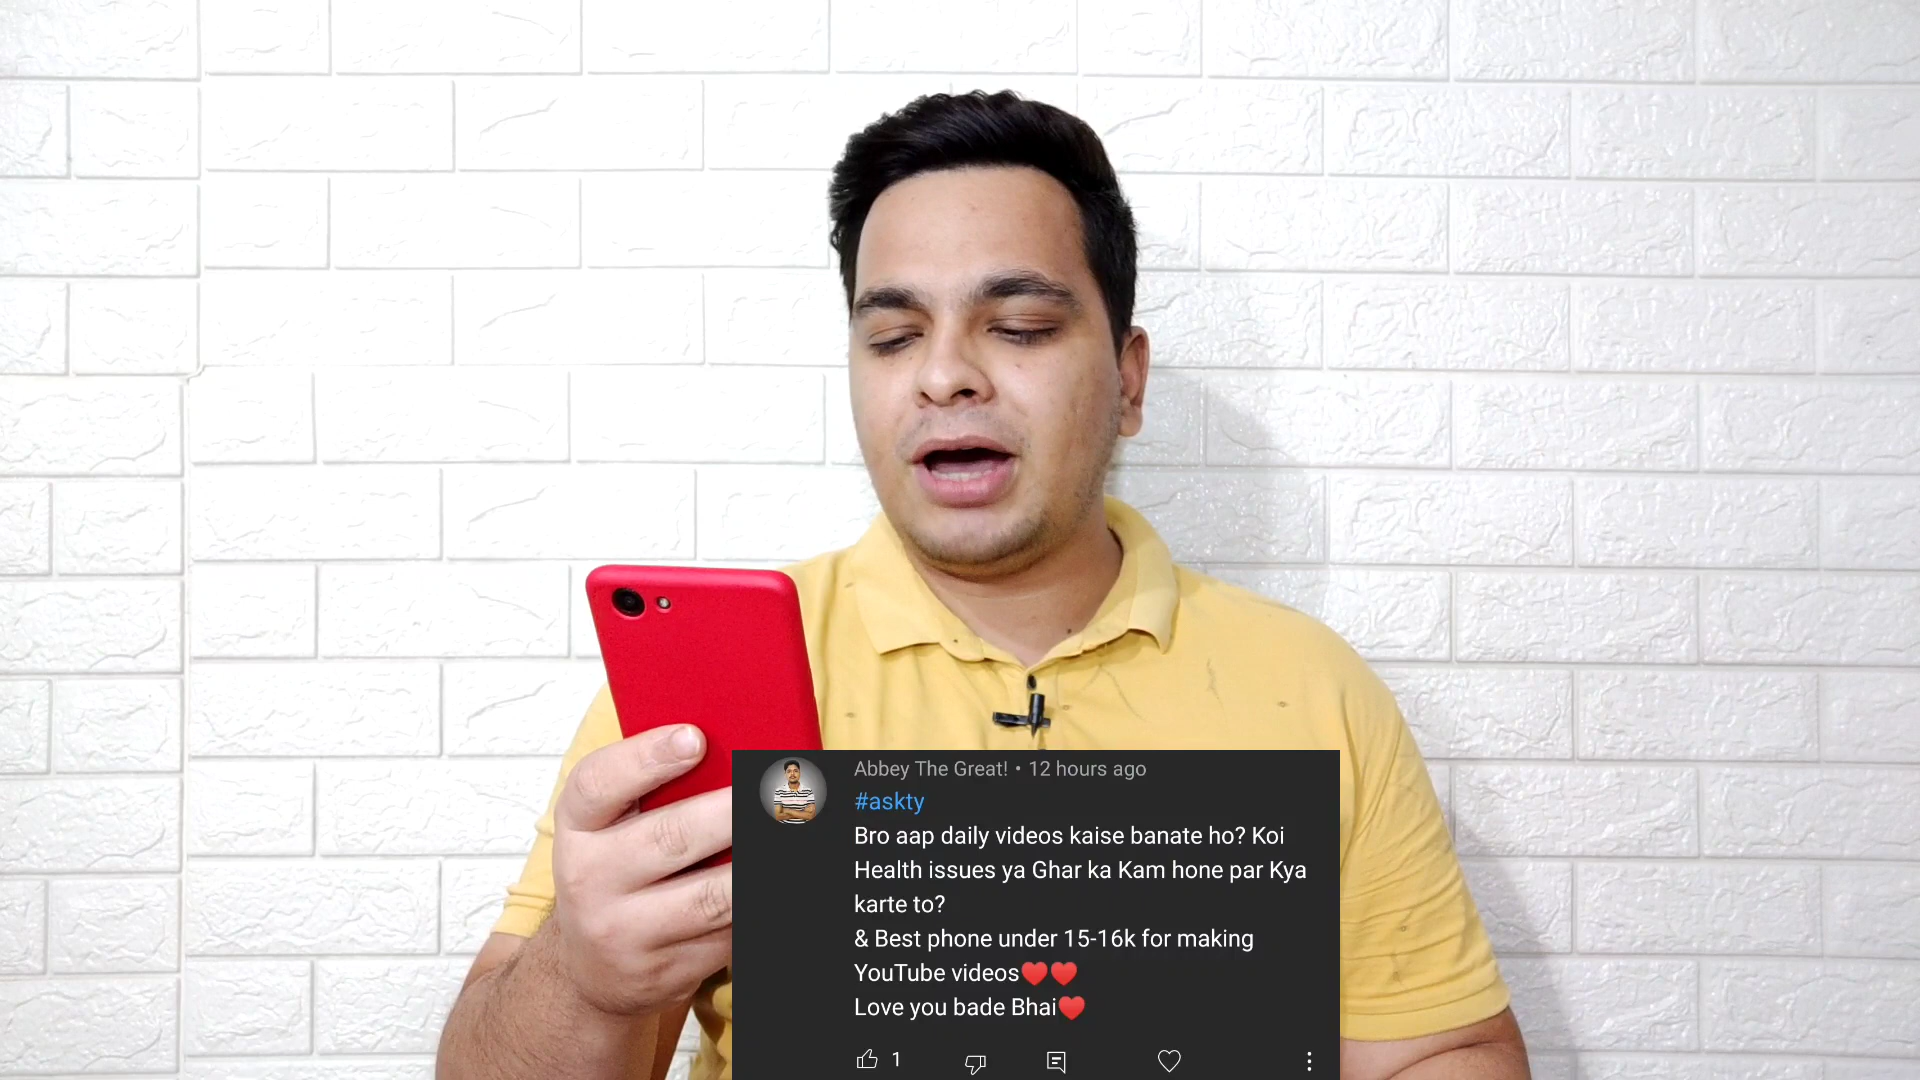 Abbey The Great! • 12 hours ago
#askty
Bro aap daily videos kaise banate ho? Koi
Health issues ya Ghar ka Kam hone par Kya
karte to?
& Best phone under 15-16k for making
YouTube videos♥️♥️
Love you bade Bhai♥️
1